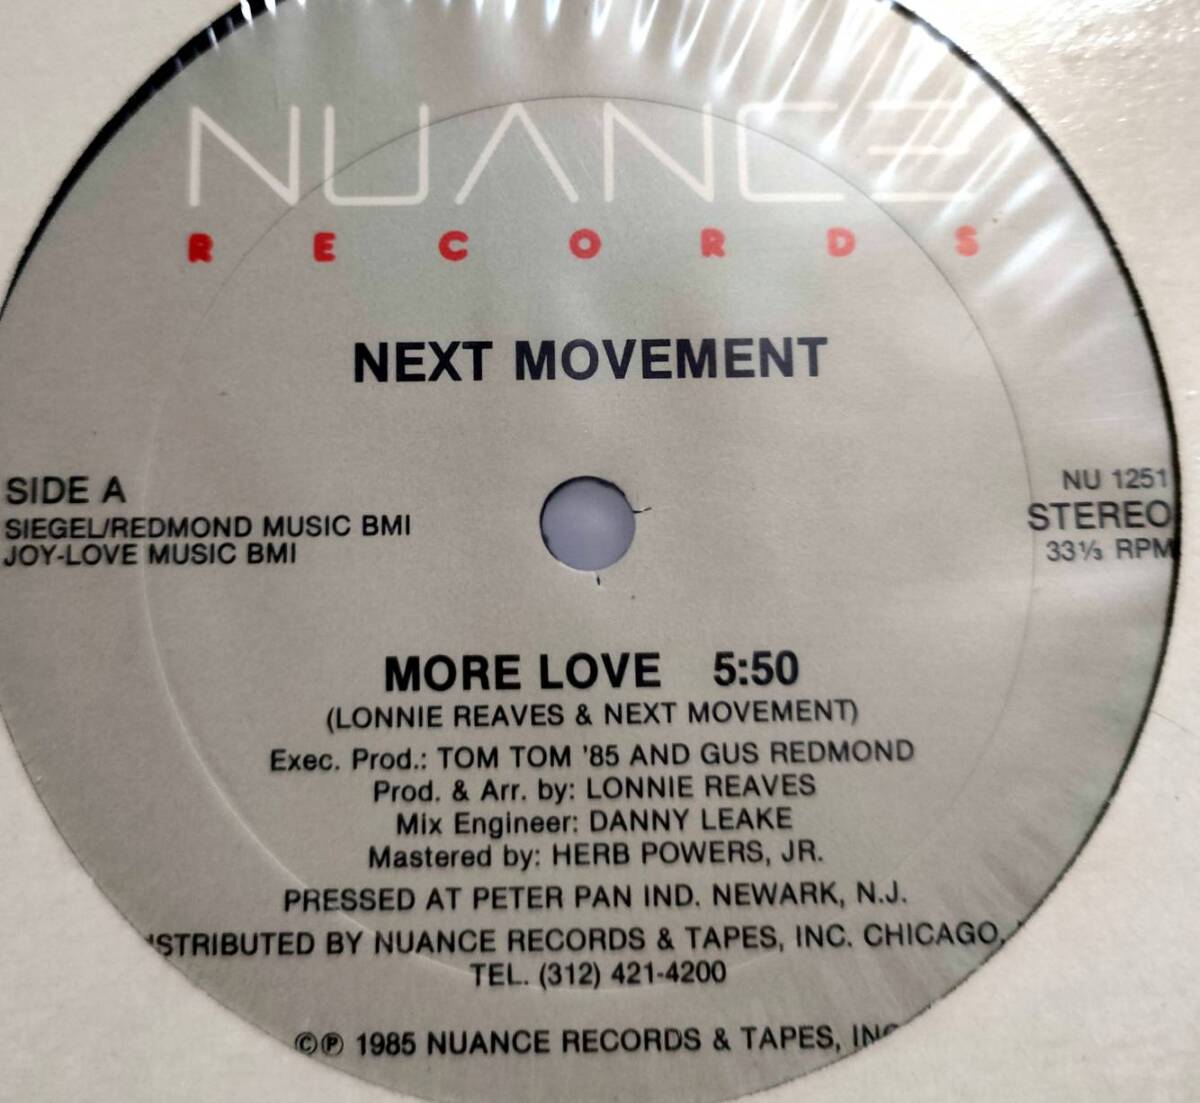 NUANCE
RECORDS
NEXT MOVEMENT
SIDE A
SIEGEL/REDMOND MUSIC BMI
JOY-LOVE MUSIC BMI
NU 1251
STEREO
33⅓ RPM
MORE LOVE 5:50
(LONNIE REAVES & NEXT MOVEMENT)
Exec. Prod.: TOM TOM '85 AND GUS REDMOND
Prod. & Arr. by: LONNIE REAVES
Mix Engineer: DANNY LEAKE
Mastered by: HERB POWERS, JR.
PRESSED AT PETER PAN IND. NEWARK, N.J.
STRIBUTED BY NUANCE RECORDS & TAPES, INC. CHICAGO,
TEL. (312) 421-4200
©℗ 1985 NUANCE RECORDS & TAPES, INC